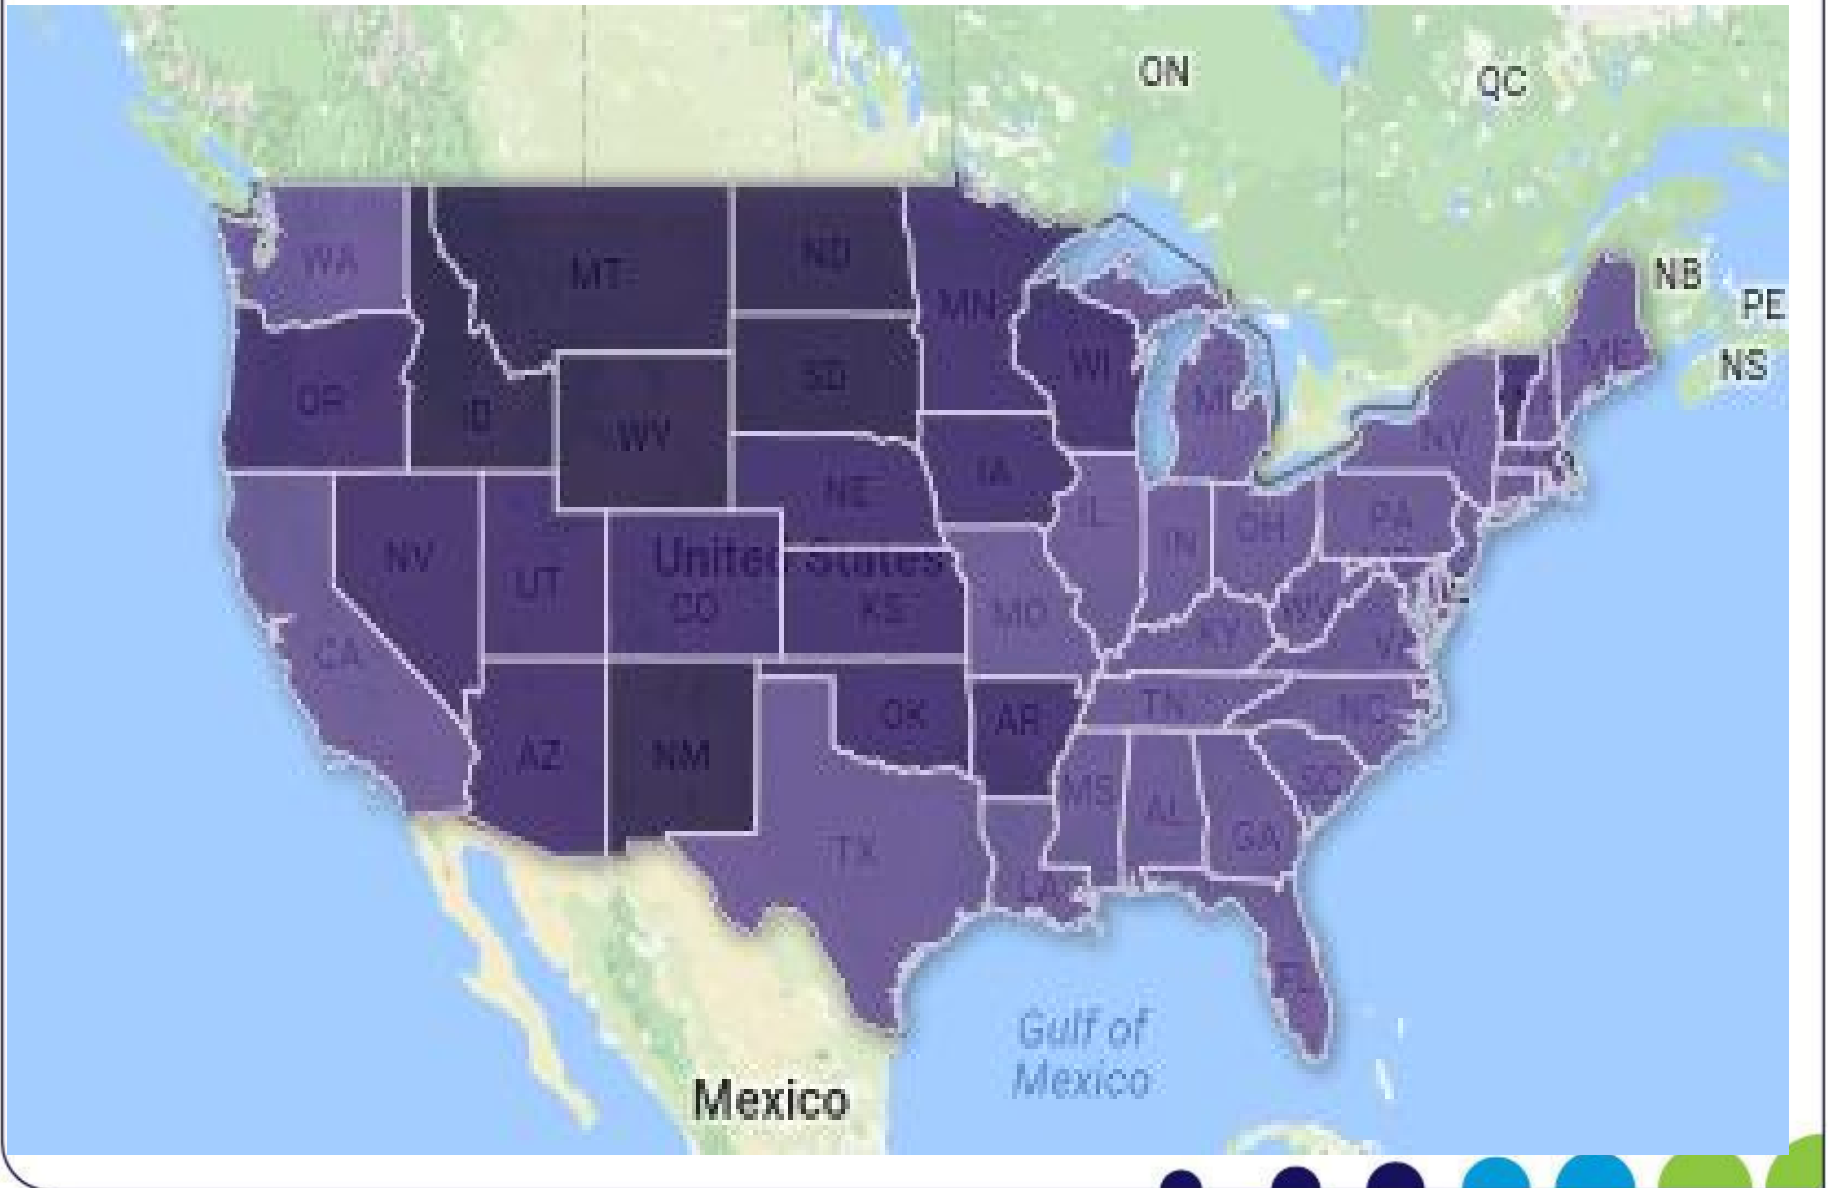 ON
QC
NB
PE
NS
WA
MT
ND
MN
OR
ID
WY
SD
WI
MI
ME
NY
NE
IA
IL
IN
OH
PA
NV
UT
United States
CO
KS
MO
WV
KY
VA
CA
AZ
NM
OK
AR
TN
NC
TX
MS
AL
GA
SC
LA
FL
Gulf of
Mexico
Mexico